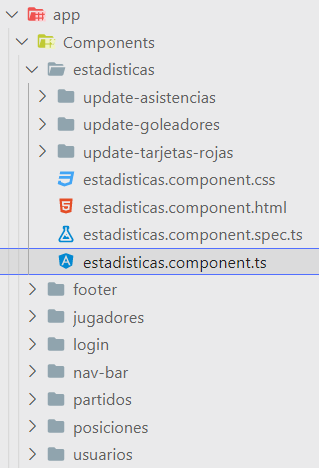 app
Components
estadisticas
update-asistencias
update-goleadores
update-tarjetas-rojas
estadisticas.component.css
estadisticas.component.html
estadisticas.component.spec.ts
estadisticas.component.ts
footer
jugadores
login
nav-bar
partidos
posiciones
usuarios